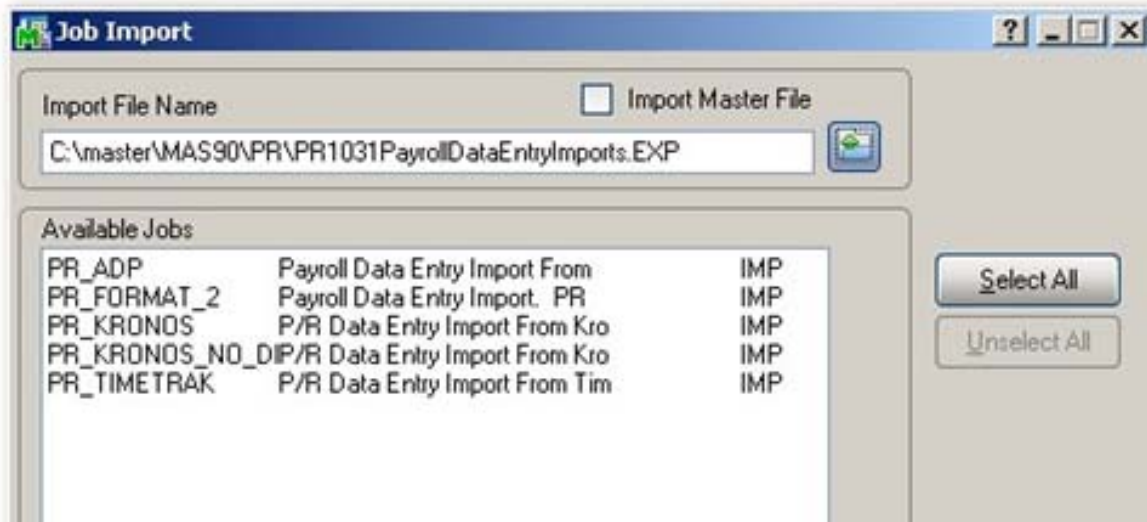 Job Import
Import File Name
Import Master File
C:\master\MAS90\PR\PR1031PayrollDataEntryImports.EXP
Available Jobs
PR_ADP Payroll Data Entry Import From IMP
PR_FORMAT_2 Payroll Data Entry Import. PR IMP
PR_KRONOS P/R Data Entry Import From Kro IMP
PR_KRONOS_NO_DIP/R Data Entry Import From Kro IMP
PR_TIMETRAK P/R Data Entry Import From Tim IMP
Select All
Unselect All